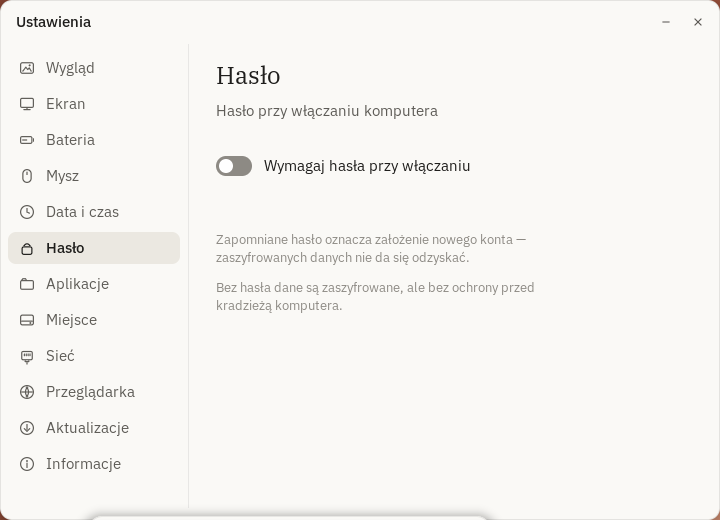 Ustawienia
Wygląd
Ekran
Bateria
Mysz
Data i czas
Hasło
Aplikacje
Miejsce
Sieć
Przeglądarka
Aktualizacje
Informacje
Hasło
Hasło przy włączaniu komputera
Wymagaj hasła przy włączaniu
Zapomniane hasło oznacza założenie nowego konta —
zaszyfrowanych danych nie da się odzyskać.
Bez hasła dane są zaszyfrowane, ale bez ochrony przed
kradzieżą komputera.